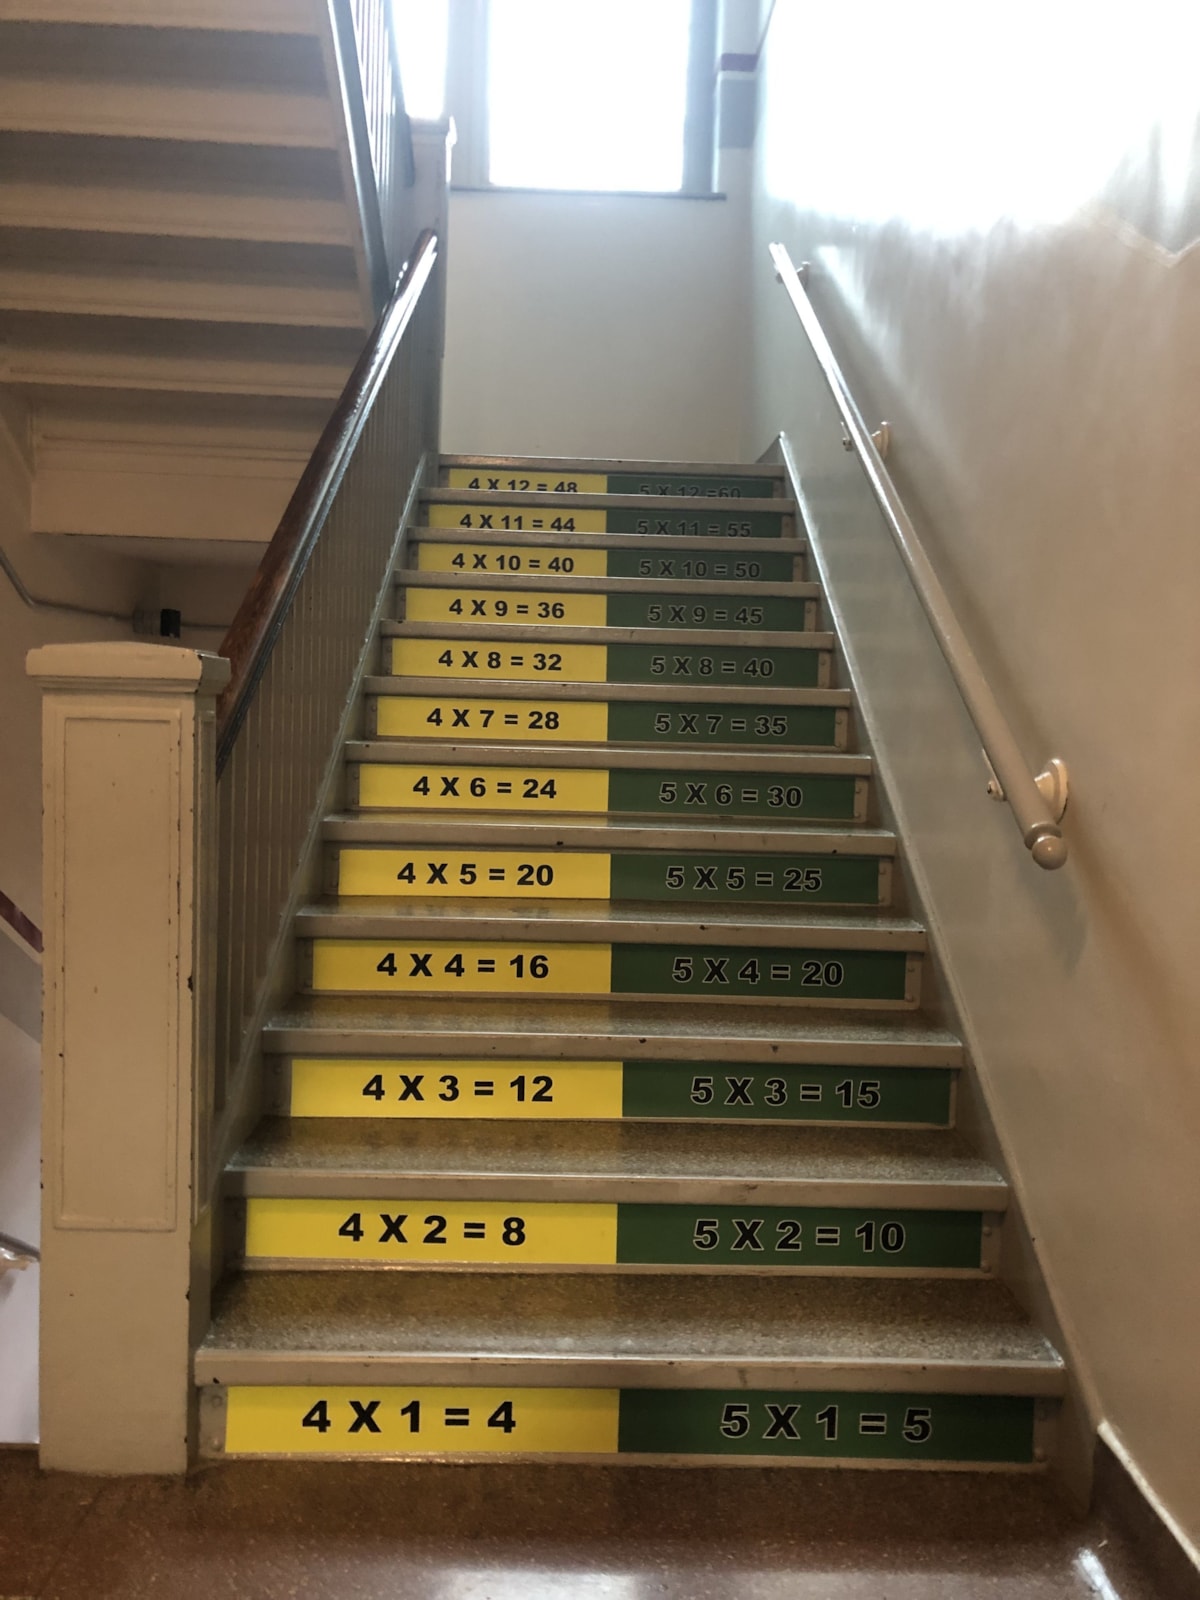 4 X 12 = 48 5 X 12 =60
4 X 11 = 44 5 X 11 = 55
4 X 10 = 40 5 X 10 = 50
4 X 9 = 36 5 X 9 = 45
4 X 8 = 32 5 X 8 = 40
4 X 7 = 28 5 X 7 = 35
4 X 6 = 24 5 X 6 = 30
4 X 5 = 20 5 X 5 = 25
4 X 4 = 16 5 X 4 = 20
4 X 3 = 12 5 X 3 = 15
4 X 2 = 8 5 X 2 = 10
4 X 1 = 4 5 X 1 = 5